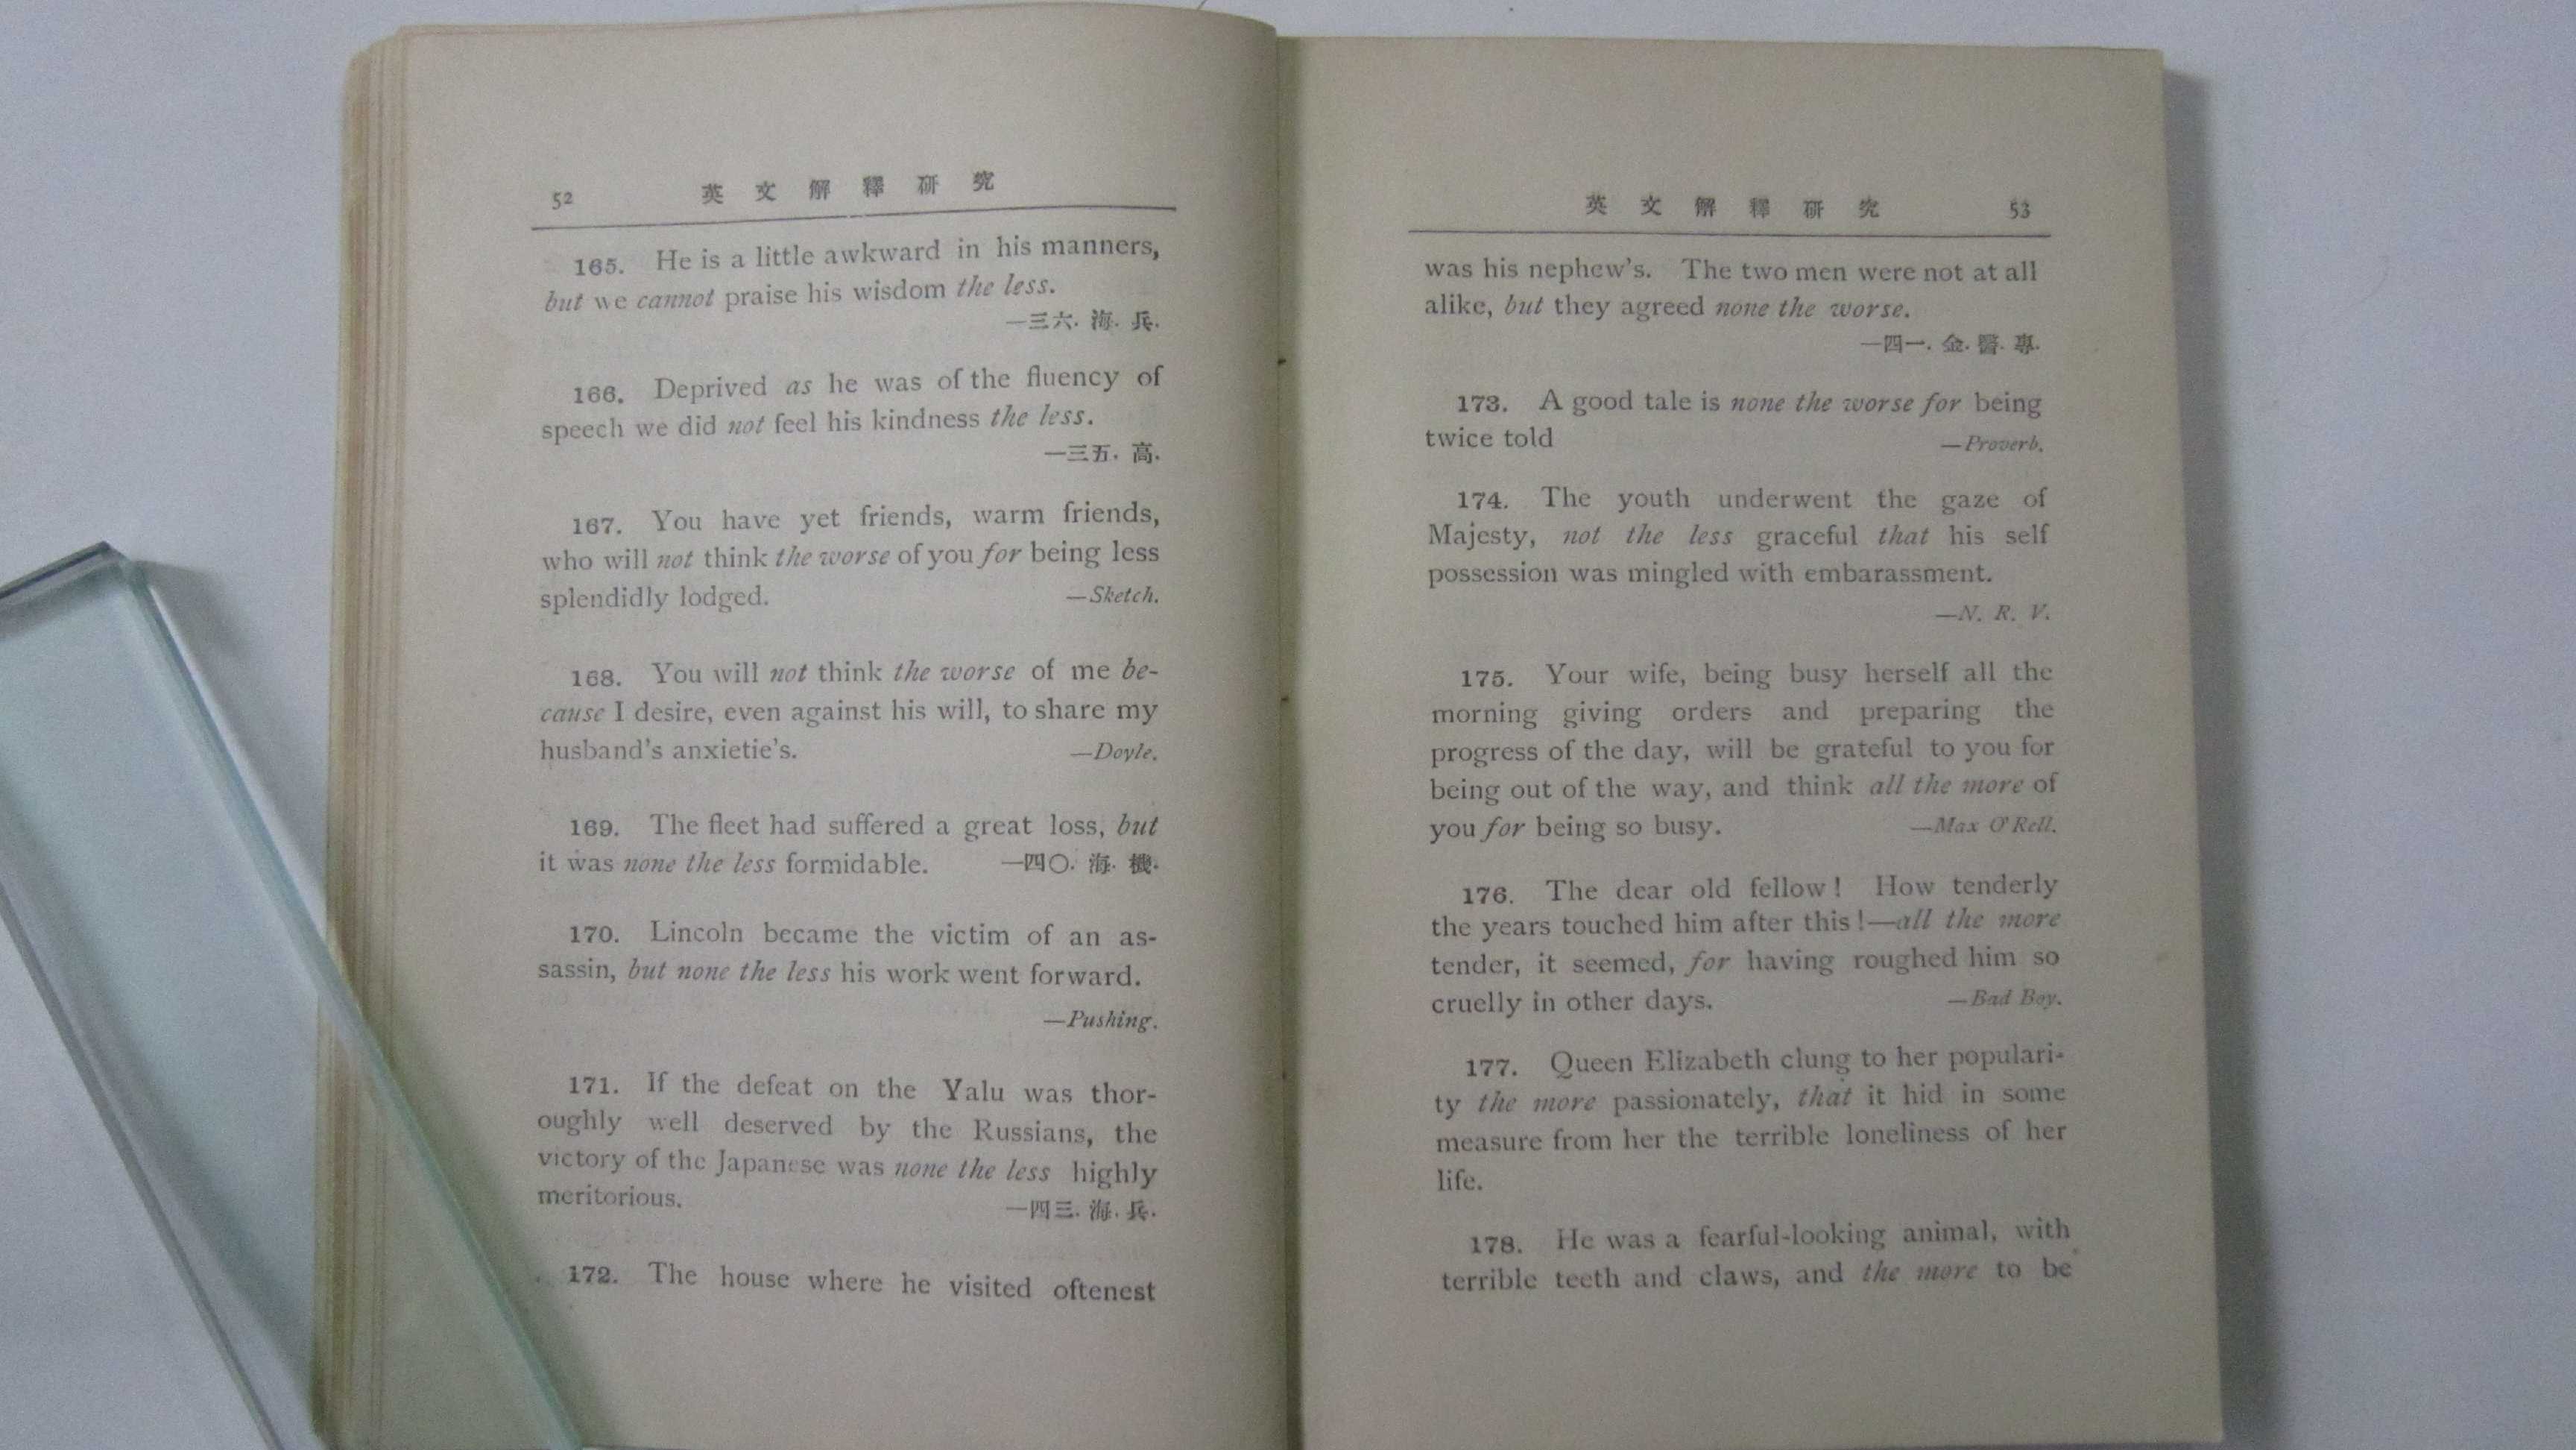 52 英文解釋研究
165. He is a little awkward in his manners,
but we cannot praise his wisdom the less.
—三六. 海. 兵.
166. Deprived as he was of the fluency of
speech we did not feel his kindness the less.
—三五. 高.
167. You have yet friends, warm friends,
who will not think the worse of you for being less
splendidly lodged. —Sketch.
168. You will not think the worse of me be-
cause I desire, even against his will, to share my
husband's anxietie's. —Doyle.
169. The fleet had suffered a great loss, but
it was none the less formidable. —四〇. 海. 機.
170. Lincoln became the victim of an as-
sassin, but none the less his work went forward.
—Pushing.
171. If the defeat on the Yalu was thor-
oughly well deserved by the Russians, the
victory of the Japanese was none the less highly
meritorious. —四三. 海. 兵.
172. The house where he visited oftenest
英文解釋研究 53
was his nephew's. The two men were not at all
alike, but they agreed none the worse.
—四一. 金. 醫. 專.
173. A good tale is none the worse for being
twice told —Proverb.
174. The youth underwent the gaze of
Majesty, not the less graceful that his self
possession was mingled with embarassment.
—N. R. V.
175. Your wife, being busy herself all the
morning giving orders and preparing the
progress of the day, will be grateful to you for
being out of the way, and think all the more of
you for being so busy. —Max O'Rell.
176. The dear old fellow! How tenderly
the years touched him after this!—all the more
tender, it seemed, for having roughed him so
cruelly in other days. —Bad Boy.
177. Queen Elizabeth clung to her populari-
ty the more passionately, that it hid in some
measure from her the terrible loneliness of her
life.
178. He was a fearful-looking animal, with
terrible teeth and claws, and the more to be